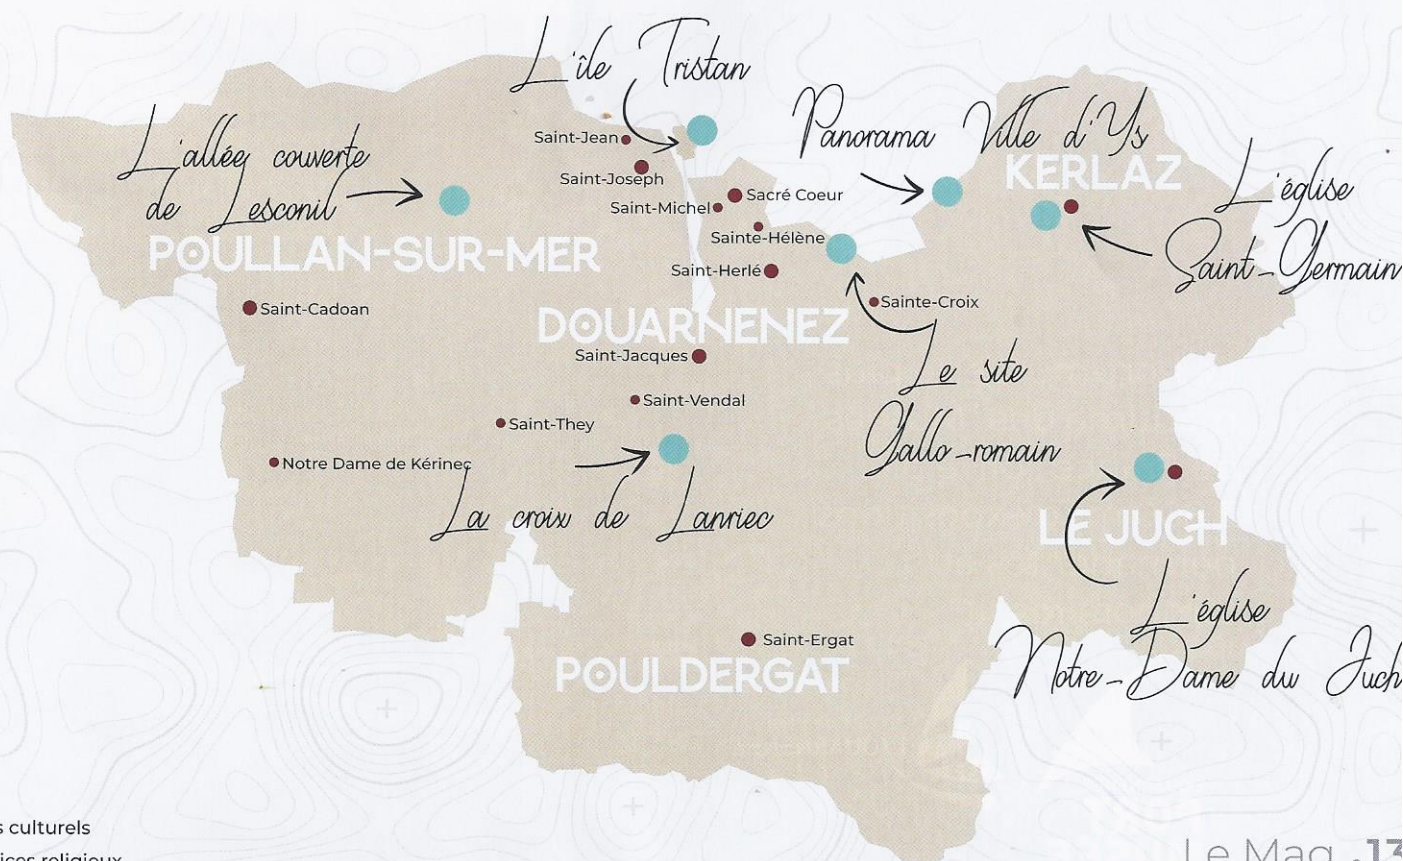 L'île Tristan
Panorama Ville d'Ys
L'allée couverte
de Lesconil
Saint-Jean
Saint-Joseph
KERLAZ
L'église
Saint-Germain
Sacré Coeur
Saint-Michel
Sainte-Hélène
POULLAN-SUR-MER
Saint-Herlé
Saint-Cadoan
Sainte-Croix
DOUARNENEZ
Saint-Jacques
Le site
Gallo-romain
Saint-Vendal
Saint-They
Notre Dame de Kérinec
La croix de Lanriec
LE JUCH
L'église
Notre-Dame du Juch
Saint-Ergat
POULDERGAT
s culturels
ices religieux
Le Mag 13